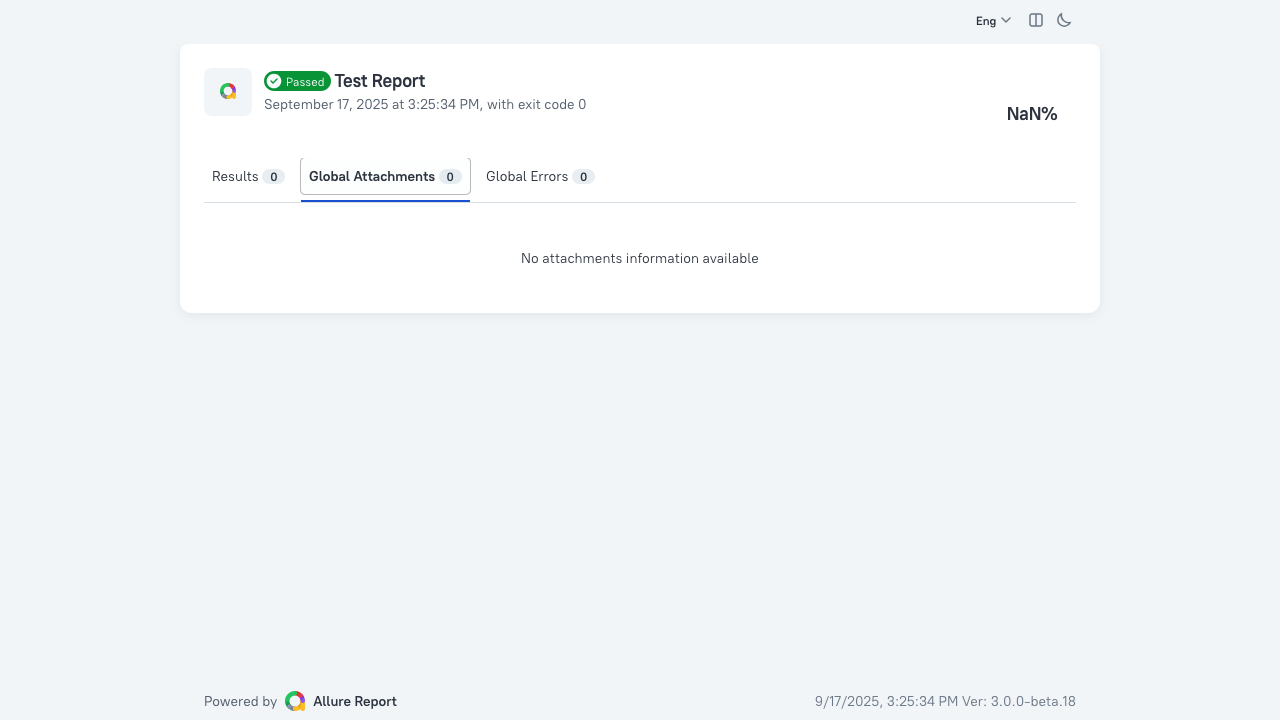 Eng
Passed Test Report
September 17, 2025 at 3:25:34 PM, with exit code 0
NaN%
Results 0 Global Attachments 0 Global Errors 0
No attachments information available
Powered by Allure Report 9/17/2025, 3:25:34 PM Ver: 3.0.0-beta.18